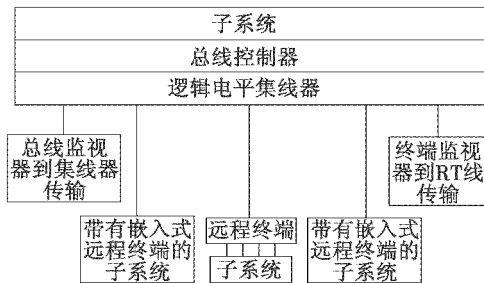 子系统
总线控制器
逻辑电平集线器
总线监视
器到集线器
传输
终端监视
器到RT线
传输
带有嵌入式
远程终端的
子系统
远程终端
子系统
带有嵌入式
远程终端的
子系统